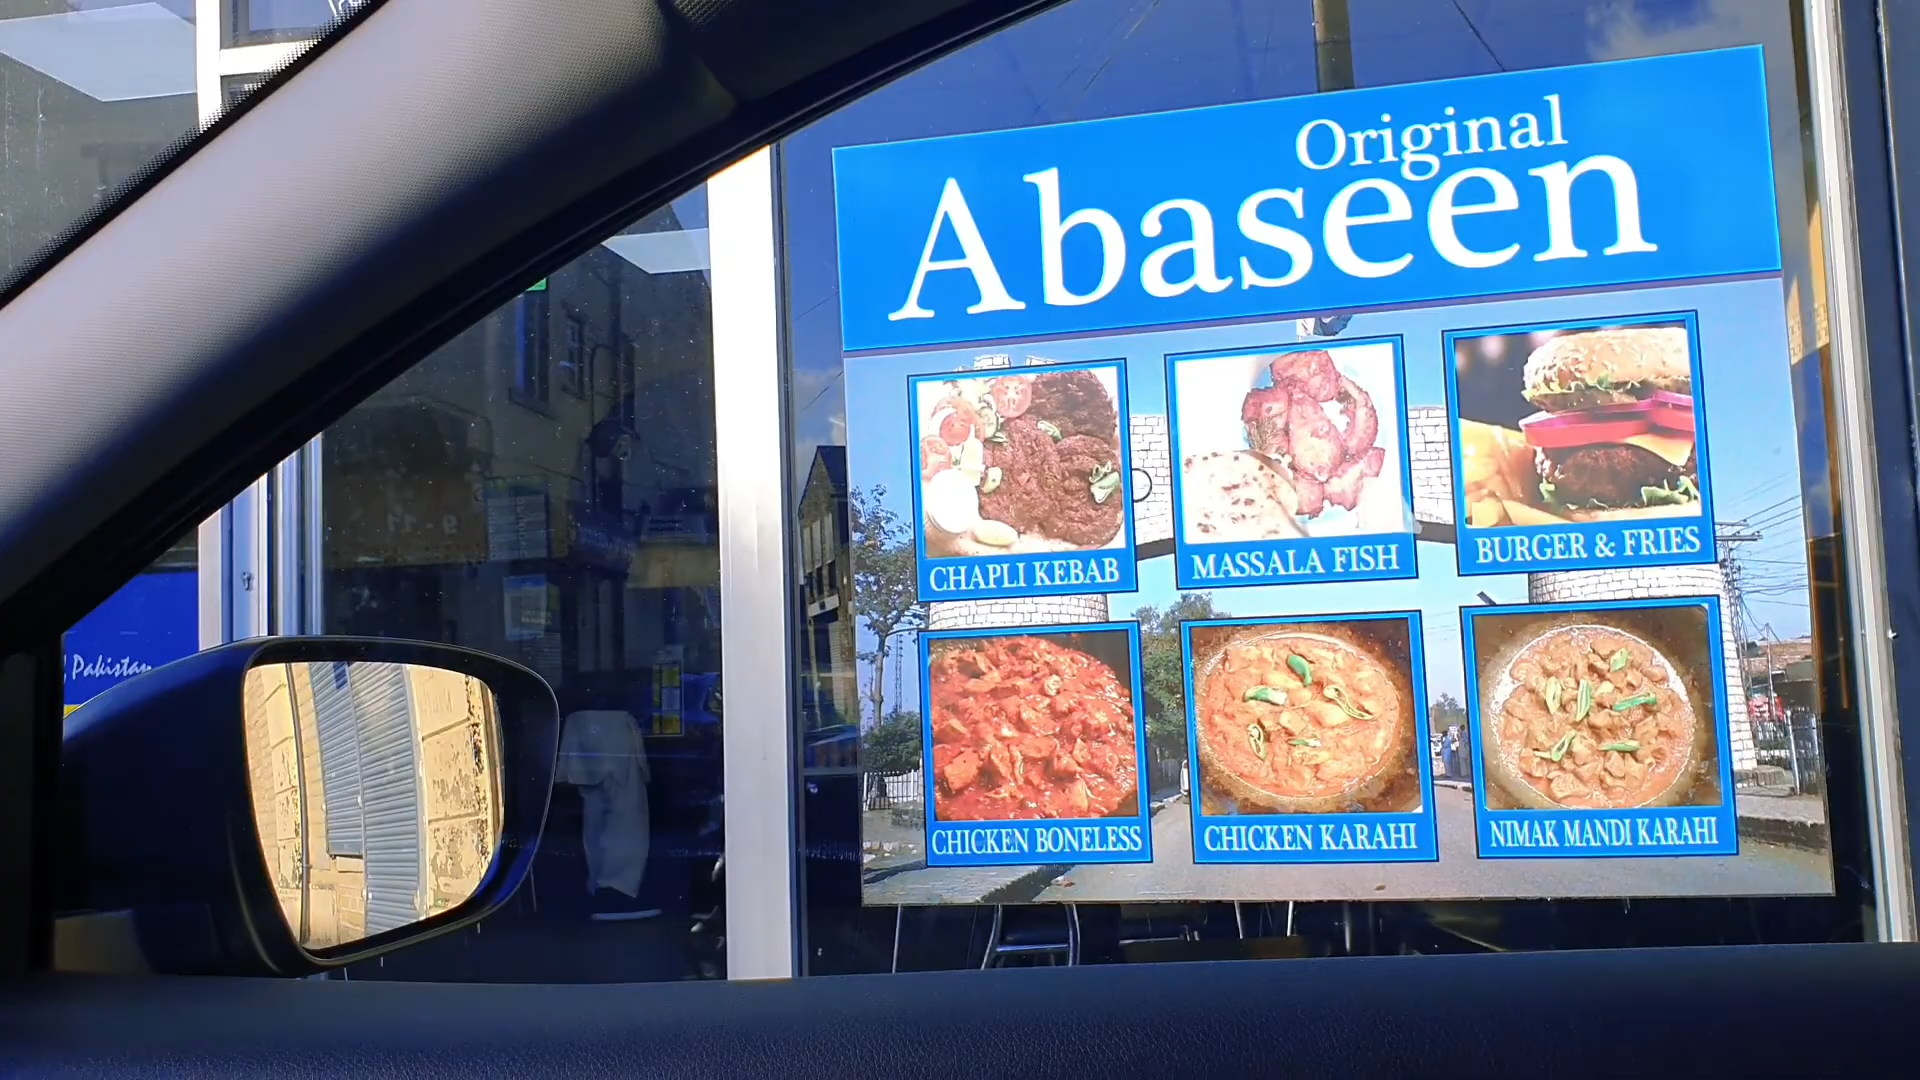 Original
Abaseen
CHAPLI KEBAB
MASSALA FISH
BURGER & FRIES
CHICKEN BONELESS
CHICKEN KARAHI
NIMAK MANDI KARAHI
Pakistan